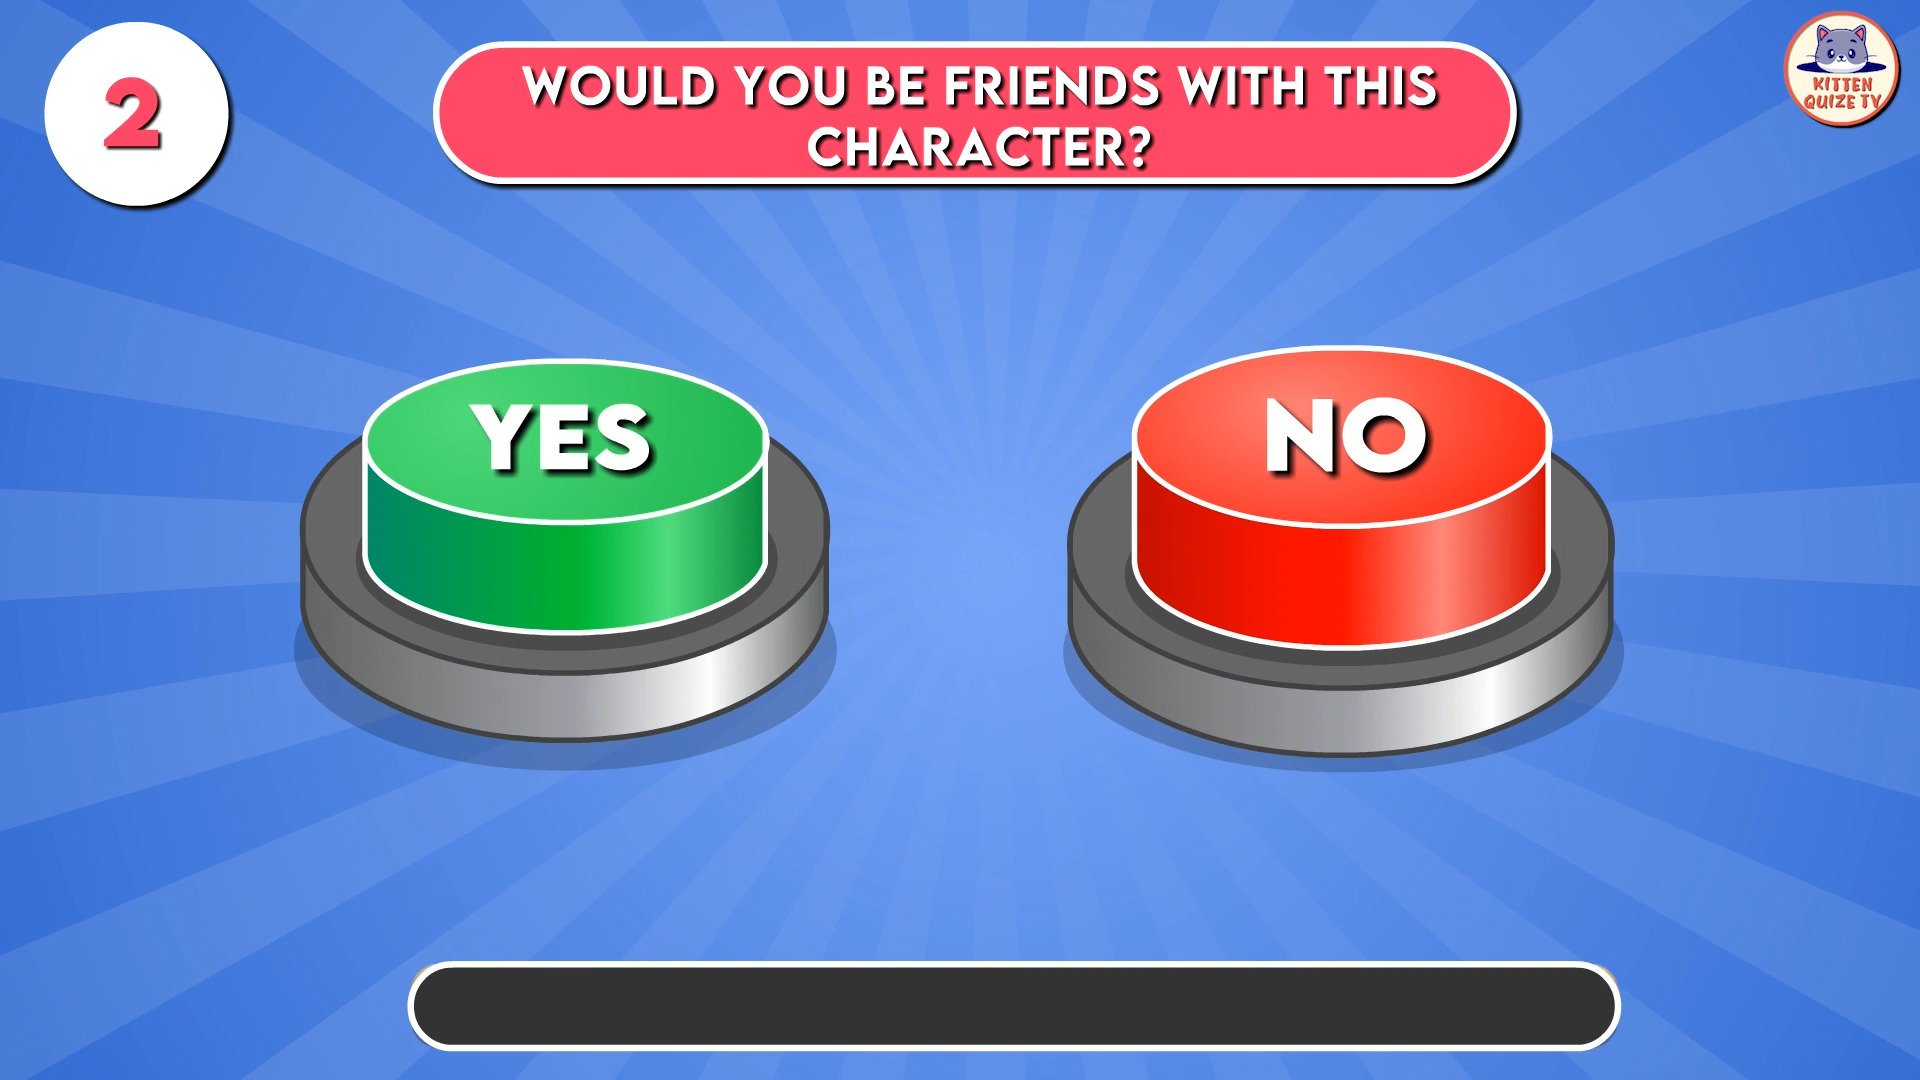 2
WOULD YOU BE FRIENDS WITH THIS
CHARACTER?
KITTEN
QUIZE TV
YES
NO